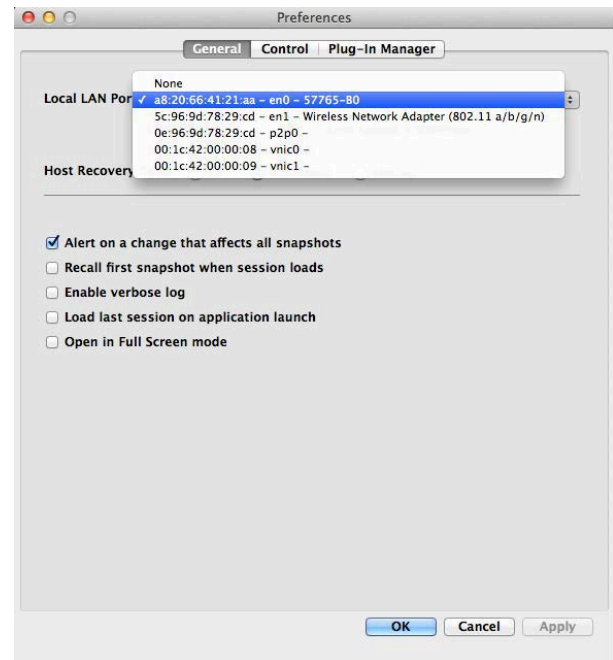 Preferences
General Control Plug-In Manager
None
Local LAN Por ✓ a8:20:66:41:21:aa – en0 – 57765-B0
5c:96:9d:78:29:cd – en1 – Wireless Network Adapter (802.11 a/b/g/n)
0e:96:9d:78:29:cd – p2p0 –
00:1c:42:00:00:08 – vnic0 –
Host Recovery 00:1c:42:00:00:09 – vnic1 –
Alert on a change that affects all snapshots
Recall first snapshot when session loads
Enable verbose log
Load last session on application launch
Open in Full Screen mode
OK Cancel Apply